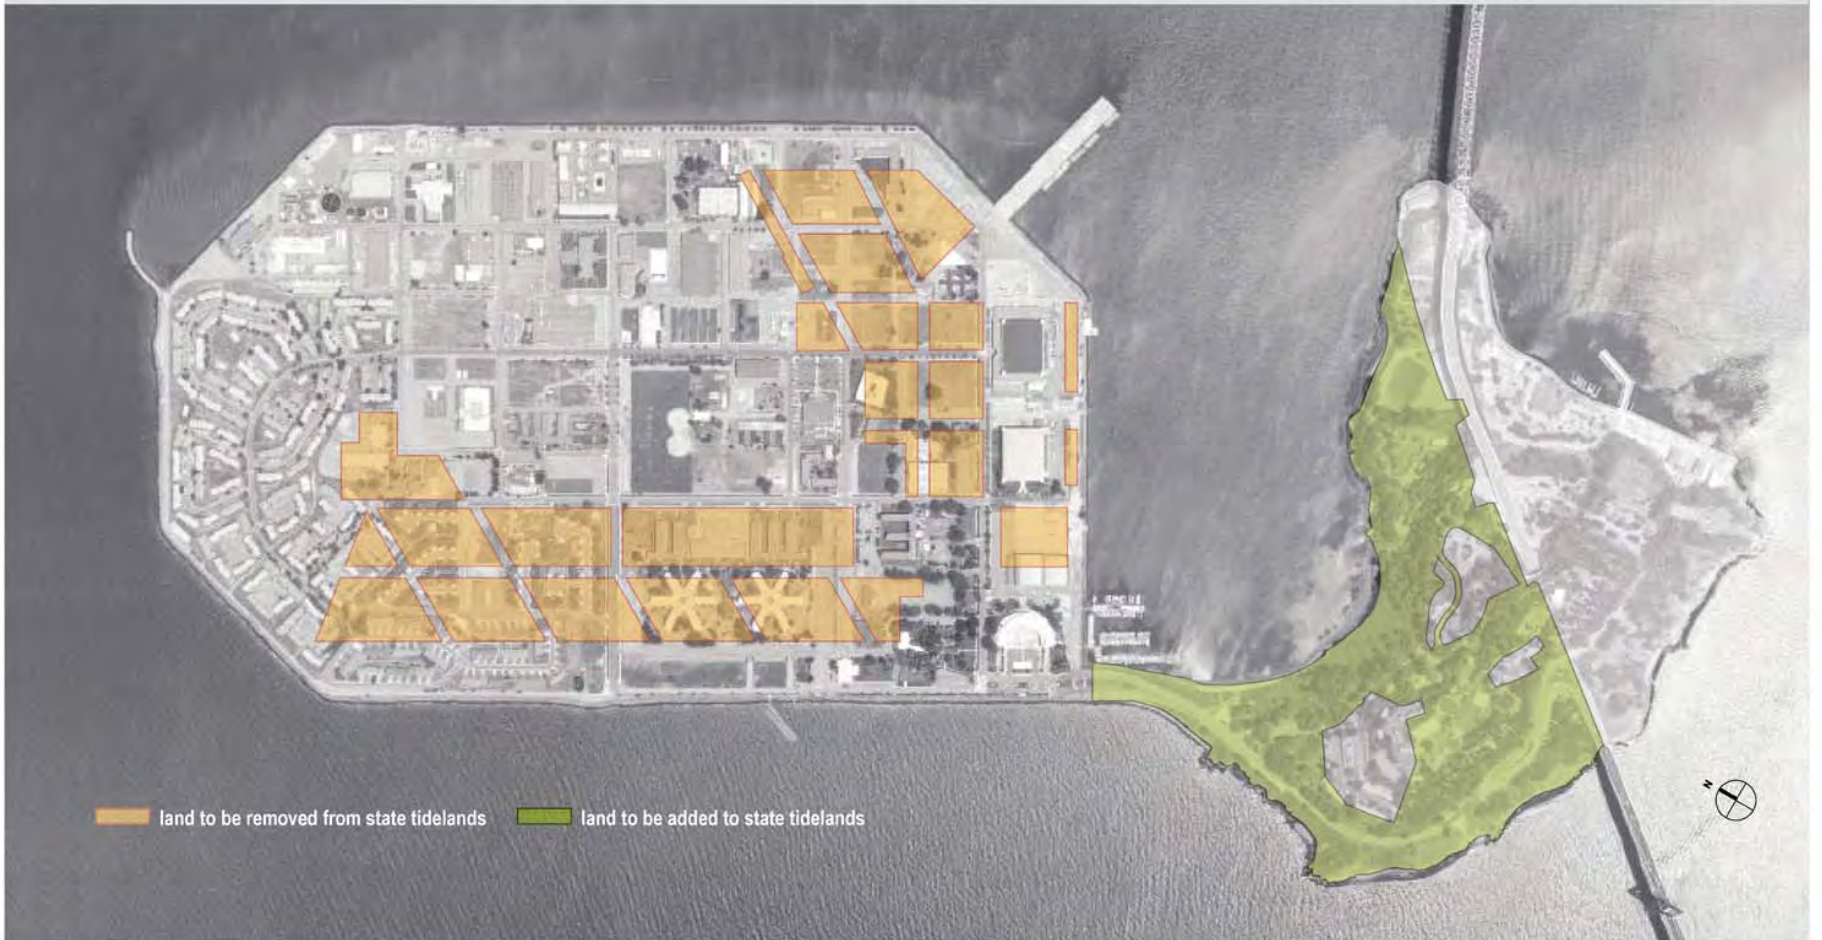 land to be removed from state tidelands
land to be added to state tidelands
N